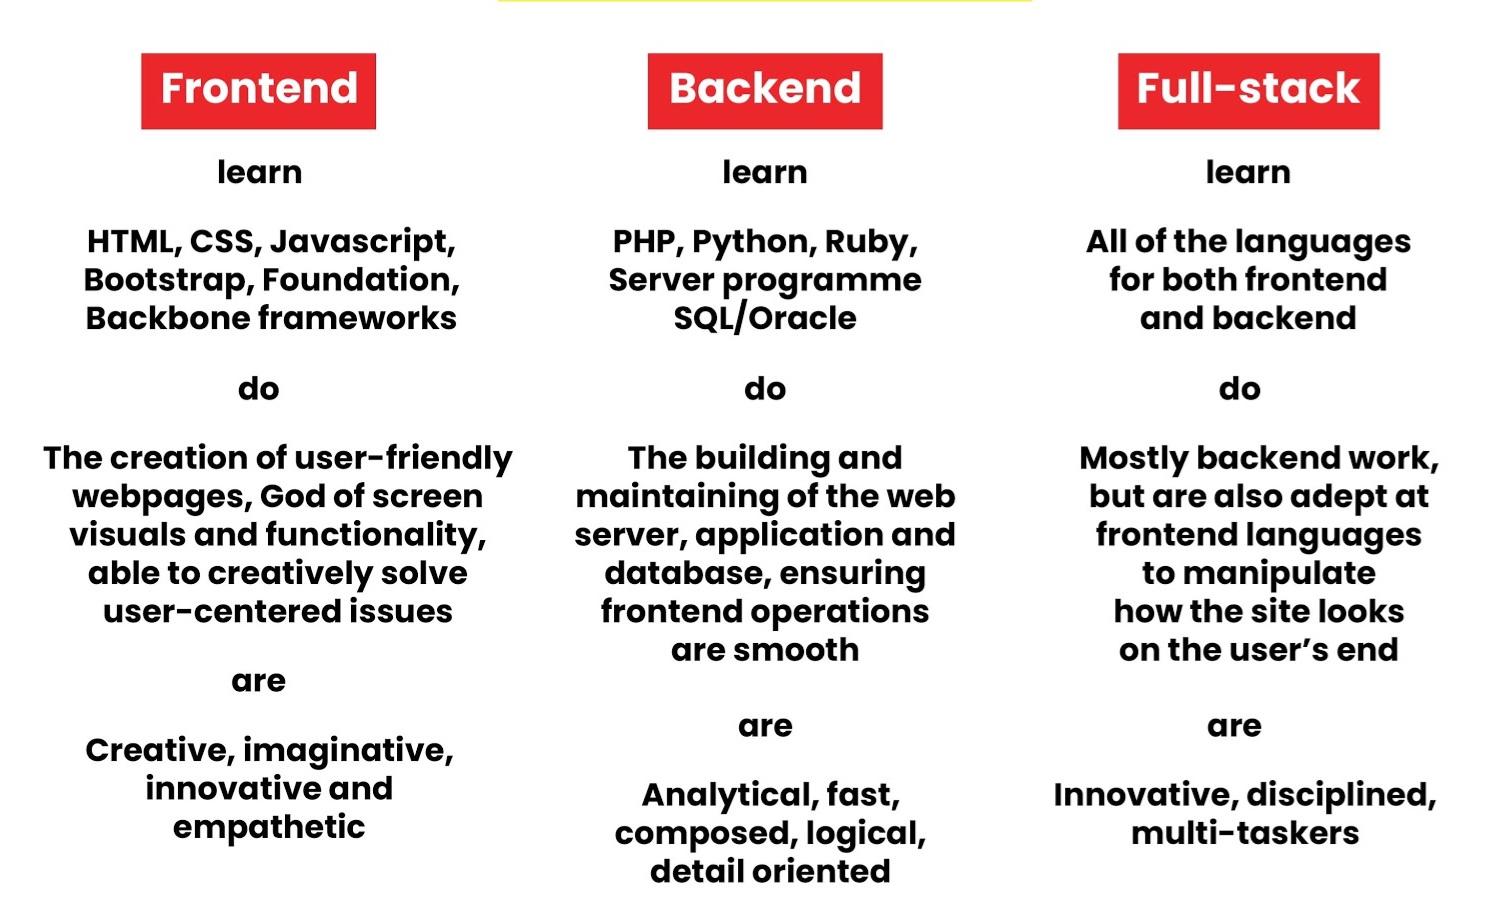 Frontend
learn
HTML, CSS, Javascript,
Bootstrap, Foundation,
Backbone frameworks
do
The creation of user-friendly
webpages, God of screen
visuals and functionality,
able to creatively solve
user-centered issues
are
Creative, imaginative,
innovative and
empathetic
Backend
learn
PHP, Python, Ruby,
Server programme
SQL/Oracle
do
The building and
maintaining of the web
server, application and
database, ensuring
frontend operations
are smooth
are
Analytical, fast,
composed, logical,
detail oriented
Full-stack
learn
All of the languages
for both frontend
and backend
do
Mostly backend work,
but are also adept at
frontend languages
to manipulate
how the site looks
on the user’s end
are
Innovative, disciplined,
multi-taskers